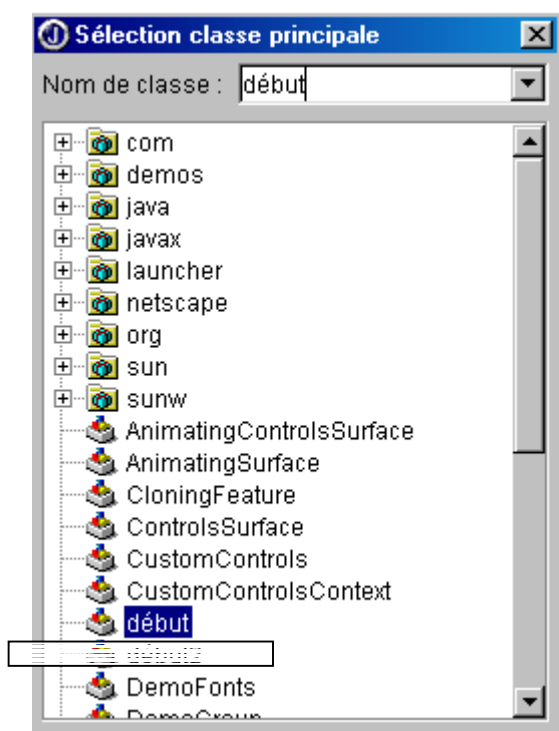 Sélection classe principale
Nom de classe : début
com
demos
java
javax
launcher
netscape
org
sun
sunw
AnimatingControlsSurface
AnimatingSurface
CloningFeature
ControlsSurface
CustomControls
CustomControlsContext
début
DemoFonts